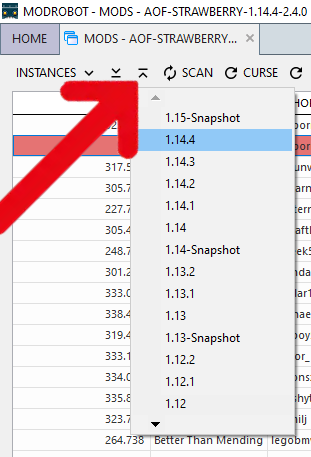 MODROBOT - MODS - AOF-STRAWBERRY-1.14.4-2.4.0
HOME
MODS - AOF-STRAWBERRY...
INSTANCES
SCAN
CURSE
1.15-Snapshot
1.14.4
1.14.3
317.5
1.14.2
305.7
1.14.1
227.7
1.14
305.4
1.14-Snapshot
248.7
1.13.2
301.2
1.13.1
333.0
1.13
338.4
1.13-Snapshot
319.4
1.12.2
333.1
1.12.1
334.0
1.12
335.8
323.7
264.738 Better Than Mending legobm